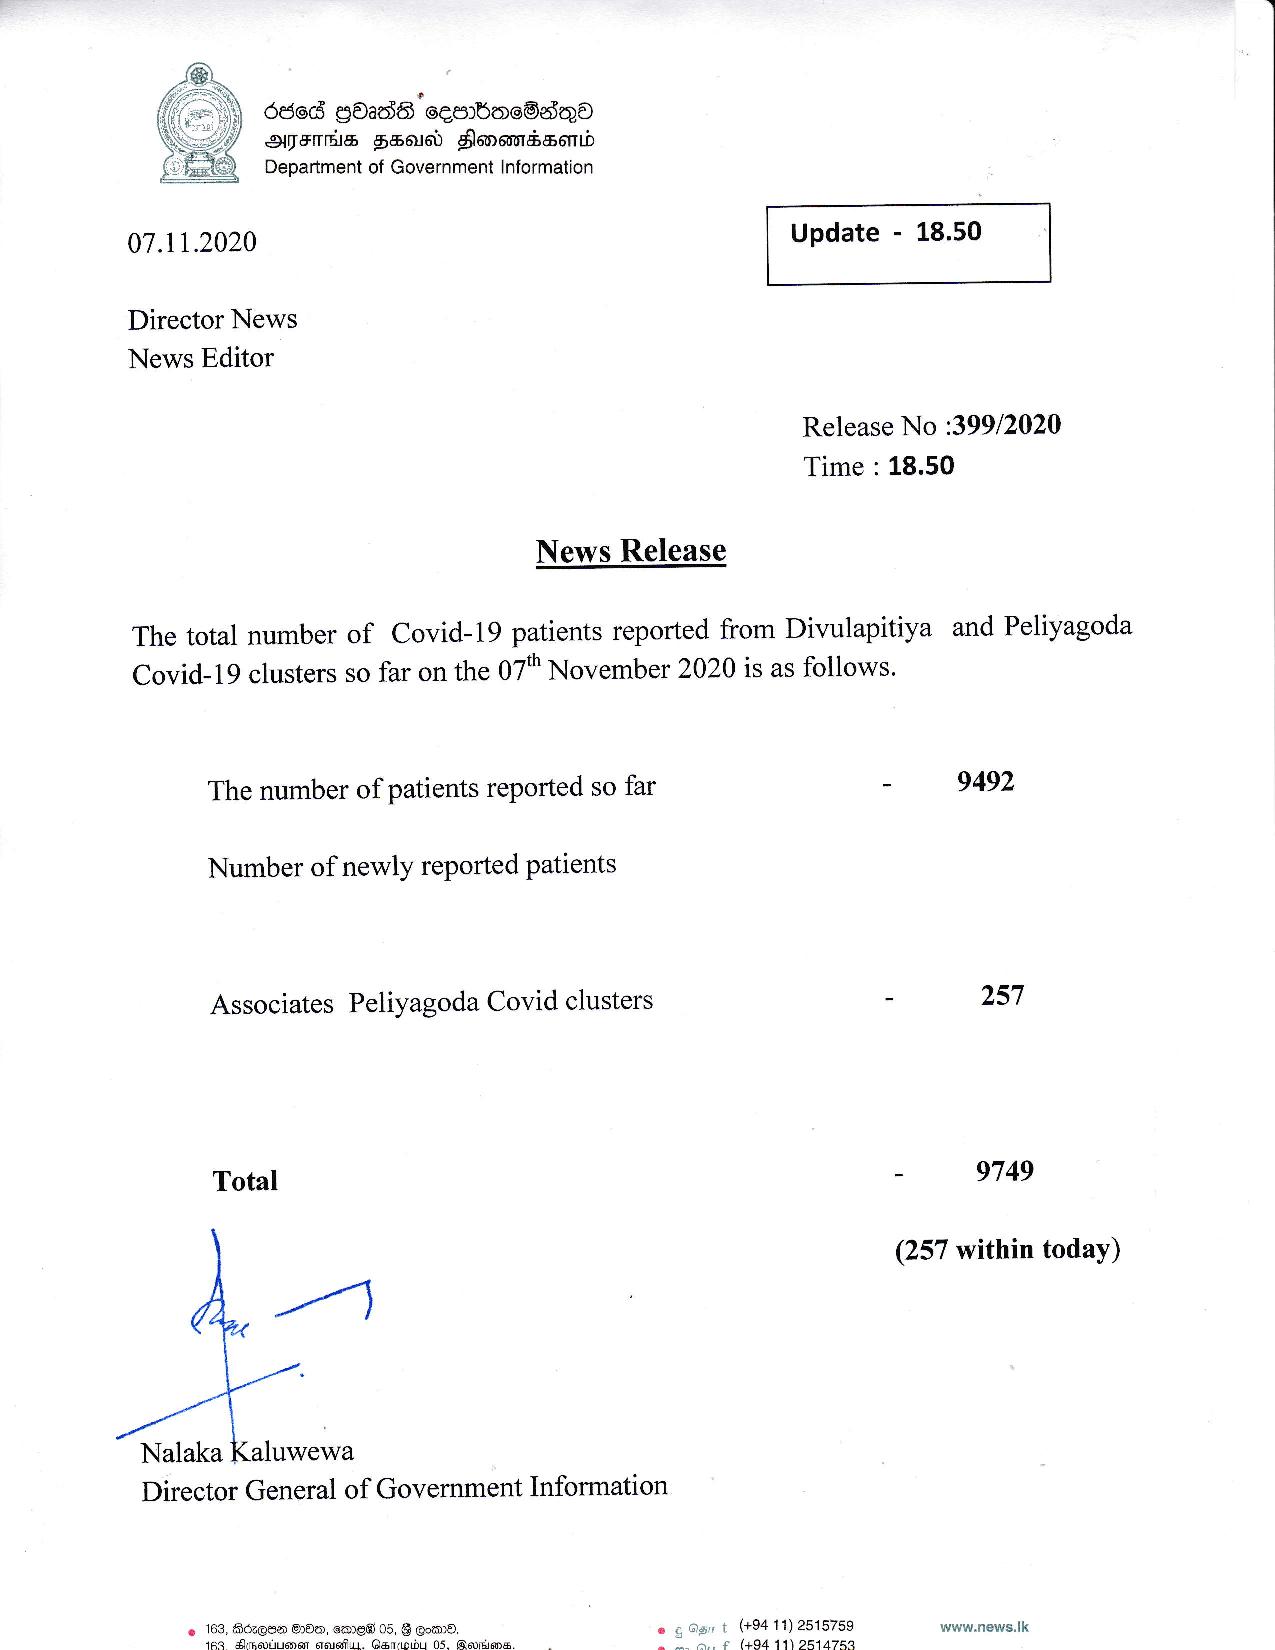 රජයේ ප්‍රවෘත්ති දෙපාර්තමේන්තුව
அரசாங்க தகவல் திணைக்களம்
Department of Government Information
07.11.2020
Update - 18.50
Director News
News Editor
Release No :399/2020
Time : 18.50
News Release
The total number of Covid-19 patients reported from Divulapitiya and Peliyagoda
Covid-19 clusters so far on the 07th November 2020 is as follows.
The number of patients reported so far - 9492
Number of newly reported patients
Associates Peliyagoda Covid clusters - 257
Total - 9749
(257 within today)
Nalaka Kaluwewa
Director General of Government Information
163, කිරුලපන මාවත, කොළඹ 05, ශ්‍රී ලංකාව.
(+94 11) 2515759
www.news.lk
163, கிருலப்பனை எவனியூ, கொழும்பு 05, இலங்கை.
(+94 11) 2514753